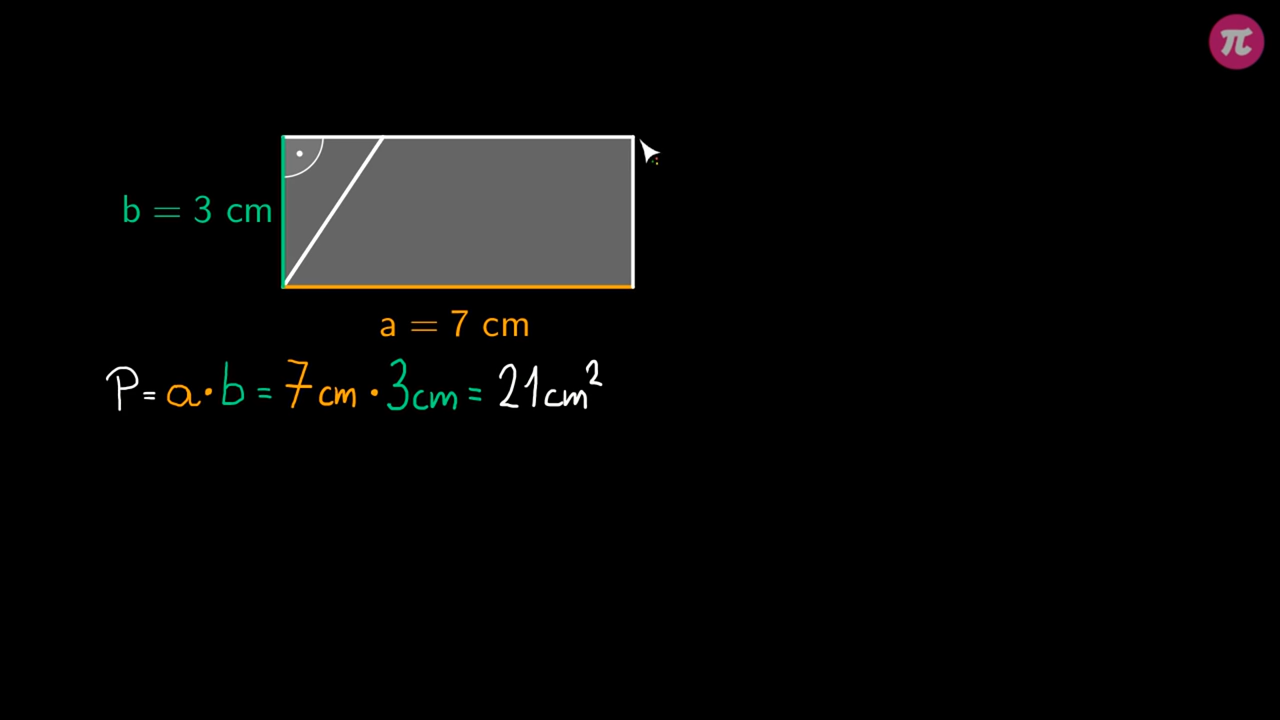 π
b = 3 cm
a = 7 cm
P = a · b = 7 cm · 3 cm = 21 cm²